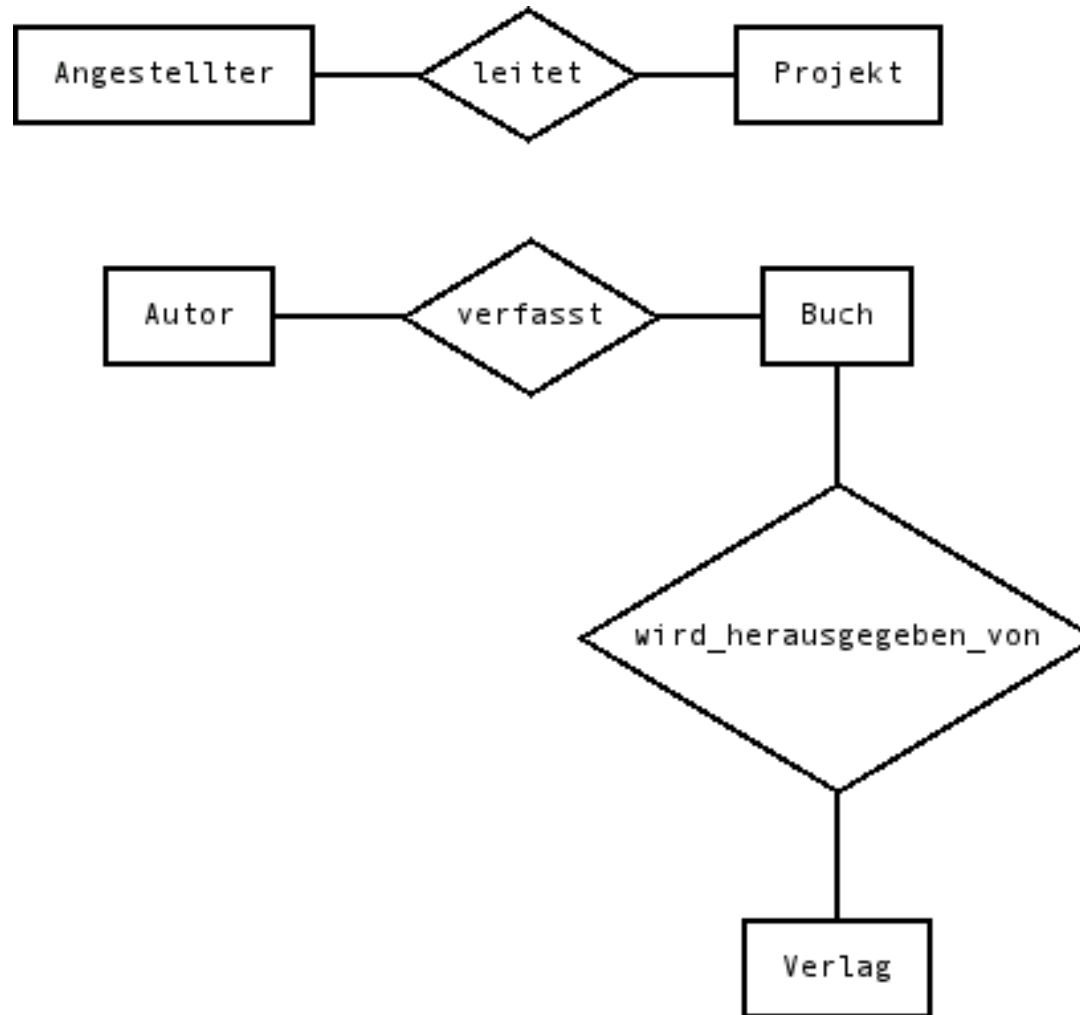 Angestellter leitet Projekt
Autor verfasst Buch
wird_herausgegeben_von
Verlag